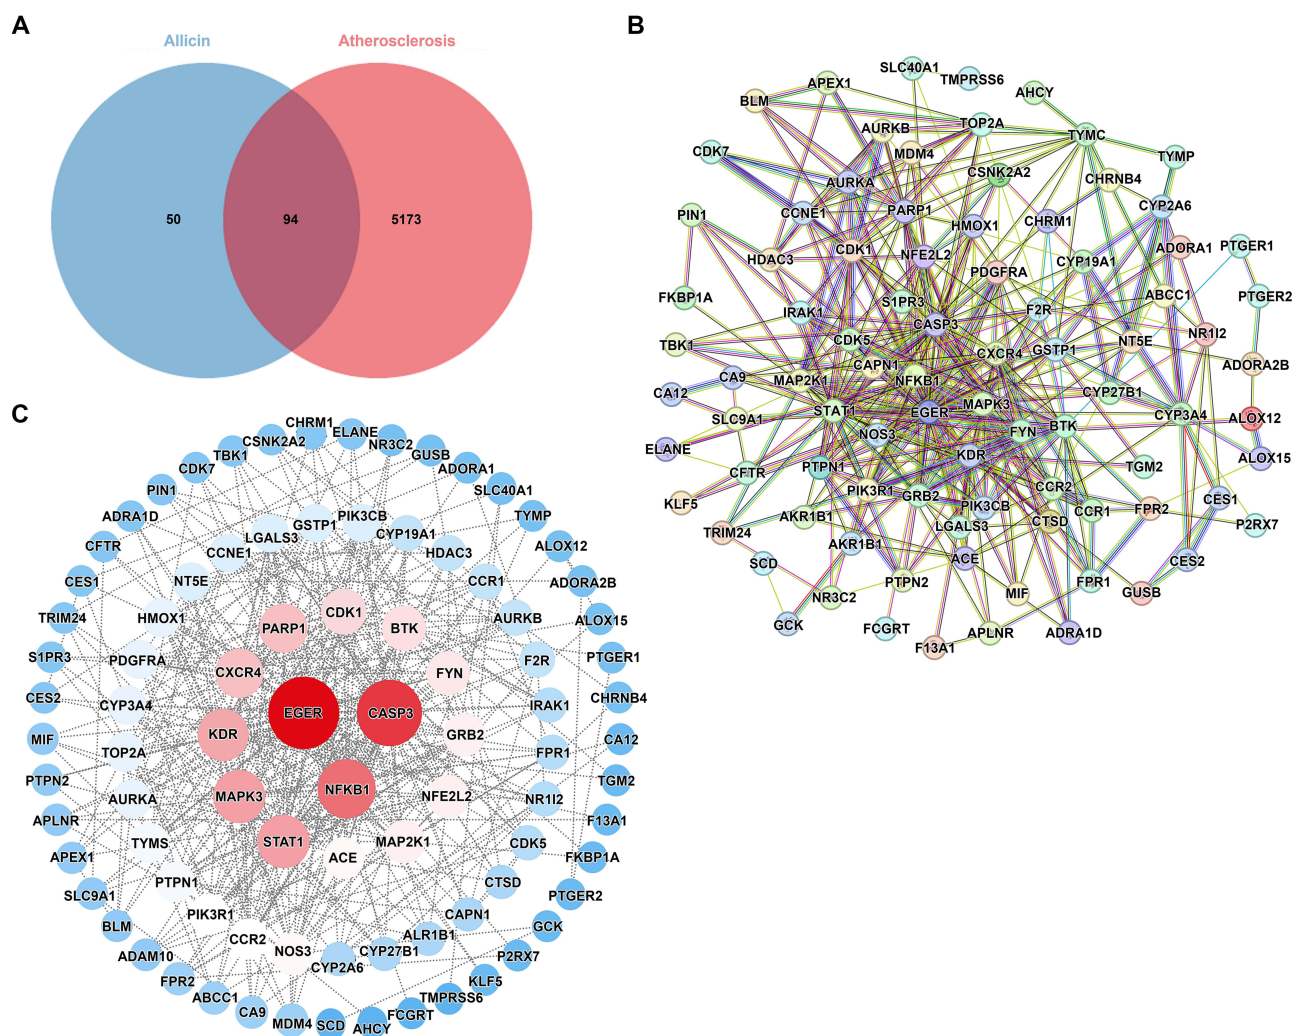 A
Allicin
Atherosclerosis
50
94
5173
B
SLC40A1
TMPRSS6
APEX1
BLM
AHCY
TOP2A
AURKB
TYMC
MDM4
CDK7
TYMP
CSNK2A2
CHRNB4
AURKA
CYP2A6
CCNE1
PARP1
PIN1
HMOX1
CHRM1
ADORA1
PTGER1
HDAC3
CDK1
NFE2L2
CYP19A1
PDGFRA
FKBP1A
S1PR3
ABCC1
PTGER2
IRAK1
F2R
CASP3
NR1I2
TBK1
CDK5
CXCR4
GSTP1
NT5E
CAPN1
ADORA2B
CA9
MAP2K1
NFKB1
CA12
CYP27B1
MAPK3
STAT1
EGER
CYP3A4
SLC9A1
ALOX12
NOS3
FYN
BTK
ELANE
KDR
ALOX15
CFTR
PTPN1
TGM2
CCR2
PIK3R1
GRB2
KLF5
PIK3CB
CES1
CCR1
FPR2
AKR1B1
LGALS3
CTSD
P2RX7
TRIM24
AKR1B1
ACE
CES2
SCD
PTPN2
FPR1
NR3C2
MIF
GUSB
GCK
FCGRT
APLNR
ADRA1D
F13A1
C
CHRM1
ELANE
CSNK2A2
NR3C2
TBK1
GUSB
CDK7
ADORA1
PIN1
SLC40A1
ADRA1D
TYMP
CFTR
ALOX12
CES1
ADORA2B
TRIM24
ALOX15
S1PR3
PTGER1
CES2
CHRNB4
MIF
CA12
PTPN2
TGM2
APLNR
F13A1
APEX1
FKBP1A
SLC9A1
PTGER2
BLM
GCK
ADAM10
P2RX7
FPR2
KLF5
ABCC1
TMPRSS6
CA9
FCGRT
MDM4
SCD
AHCY
PIK3CB
GSTP1
LGALS3
CYP19A1
CCNE1
HDAC3
NT5E
CCR1
HMOX1
AURKB
PDGFRA
F2R
CYP3A4
IRAK1
TOP2A
FPR1
AURKA
NR1I2
TYMS
CDK5
PTPN1
CTSD
PIK3R1
CAPN1
CCR2
ALR1B1
NOS3
CYP27B1
CYP2A6
CDK1
PARP1
BTK
CXCR4
FYN
EGER
CASP3
KDR
GRB2
MAPK3
NFKB1
NFE2L2
STAT1
ACE
MAP2K1